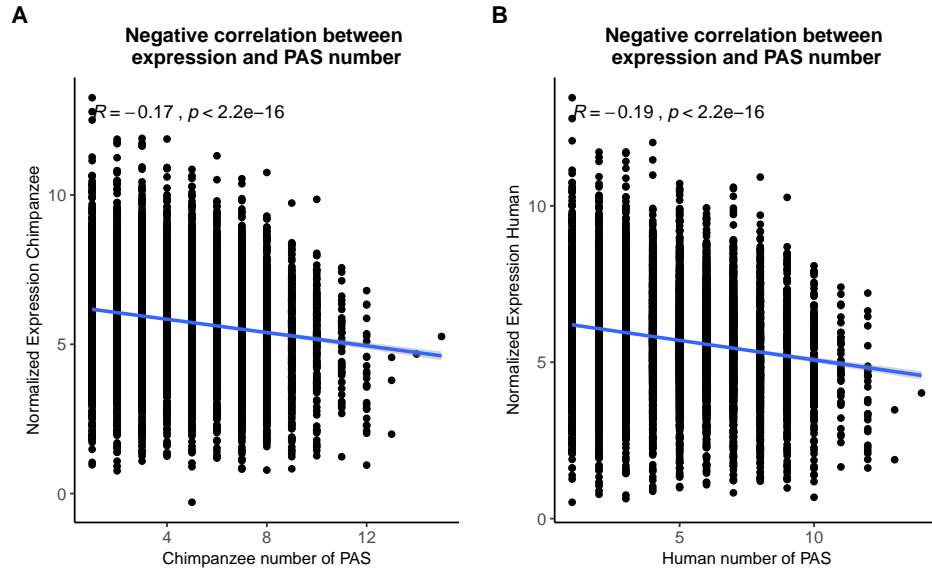 A
Negative correlation between
expression and PAS number
R = −0.17 , p < 2.2e−16
Normalized Expression Chimpanzee
10
5
0
4
8
12
Chimpanzee number of PAS
B
Negative correlation between
expression and PAS number
R = −0.19 , p < 2.2e−16
Normalized Expression Human
10
5
0
5
10
Human number of PAS